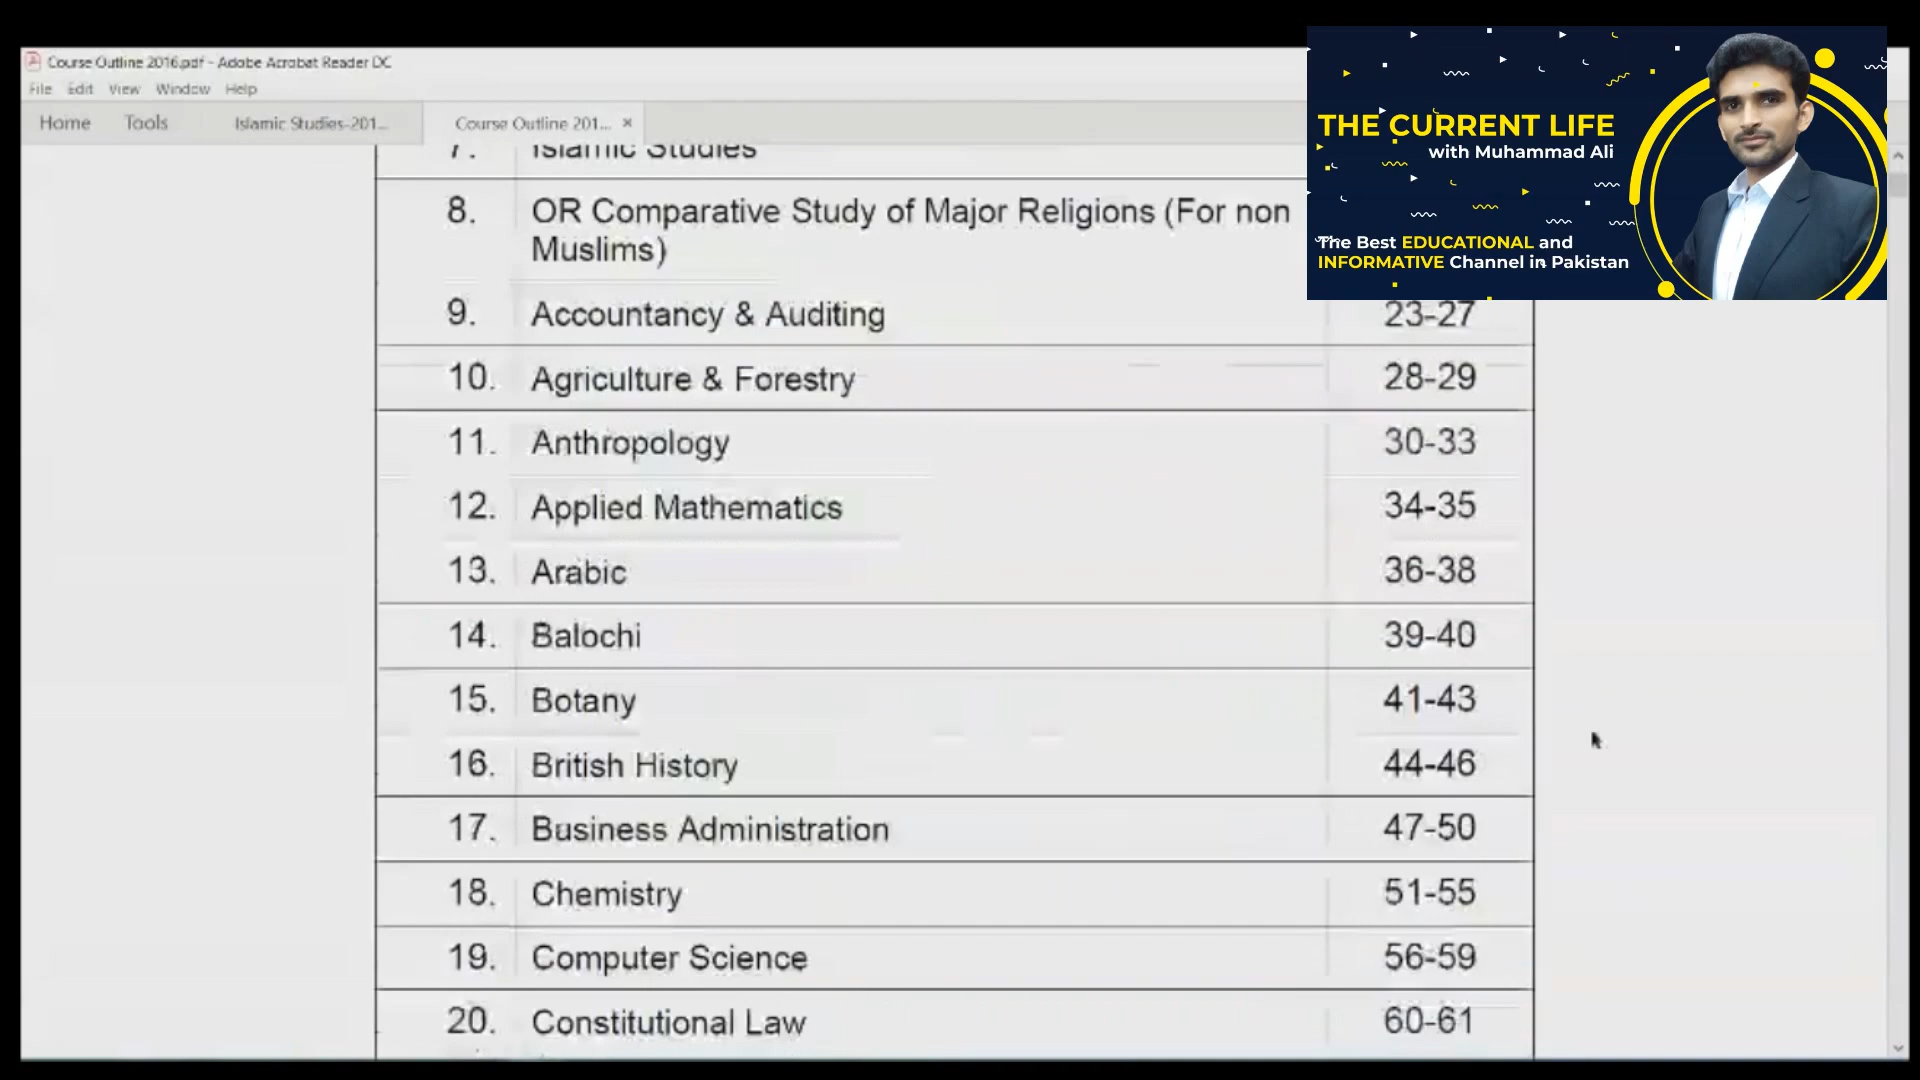 Course Outline 2016.pdf - Adobe Acrobat Reader DC
File Edit View Window Help
Home Tools Islamic Studies-201... Course Outline 201... ×
THE CURRENT LIFE
with Muhammad Ali
The Best EDUCATIONAL and
INFORMATIVE Channel in Pakistan
7. Islamic Studies
8. OR Comparative Study of Major Religions (For non
Muslims)
9. Accountancy & Auditing 23-27
10. Agriculture & Forestry 28-29
11. Anthropology 30-33
12. Applied Mathematics 34-35
13. Arabic 36-38
14. Balochi 39-40
15. Botany 41-43
16. British History 44-46
17. Business Administration 47-50
18. Chemistry 51-55
19. Computer Science 56-59
20. Constitutional Law 60-61